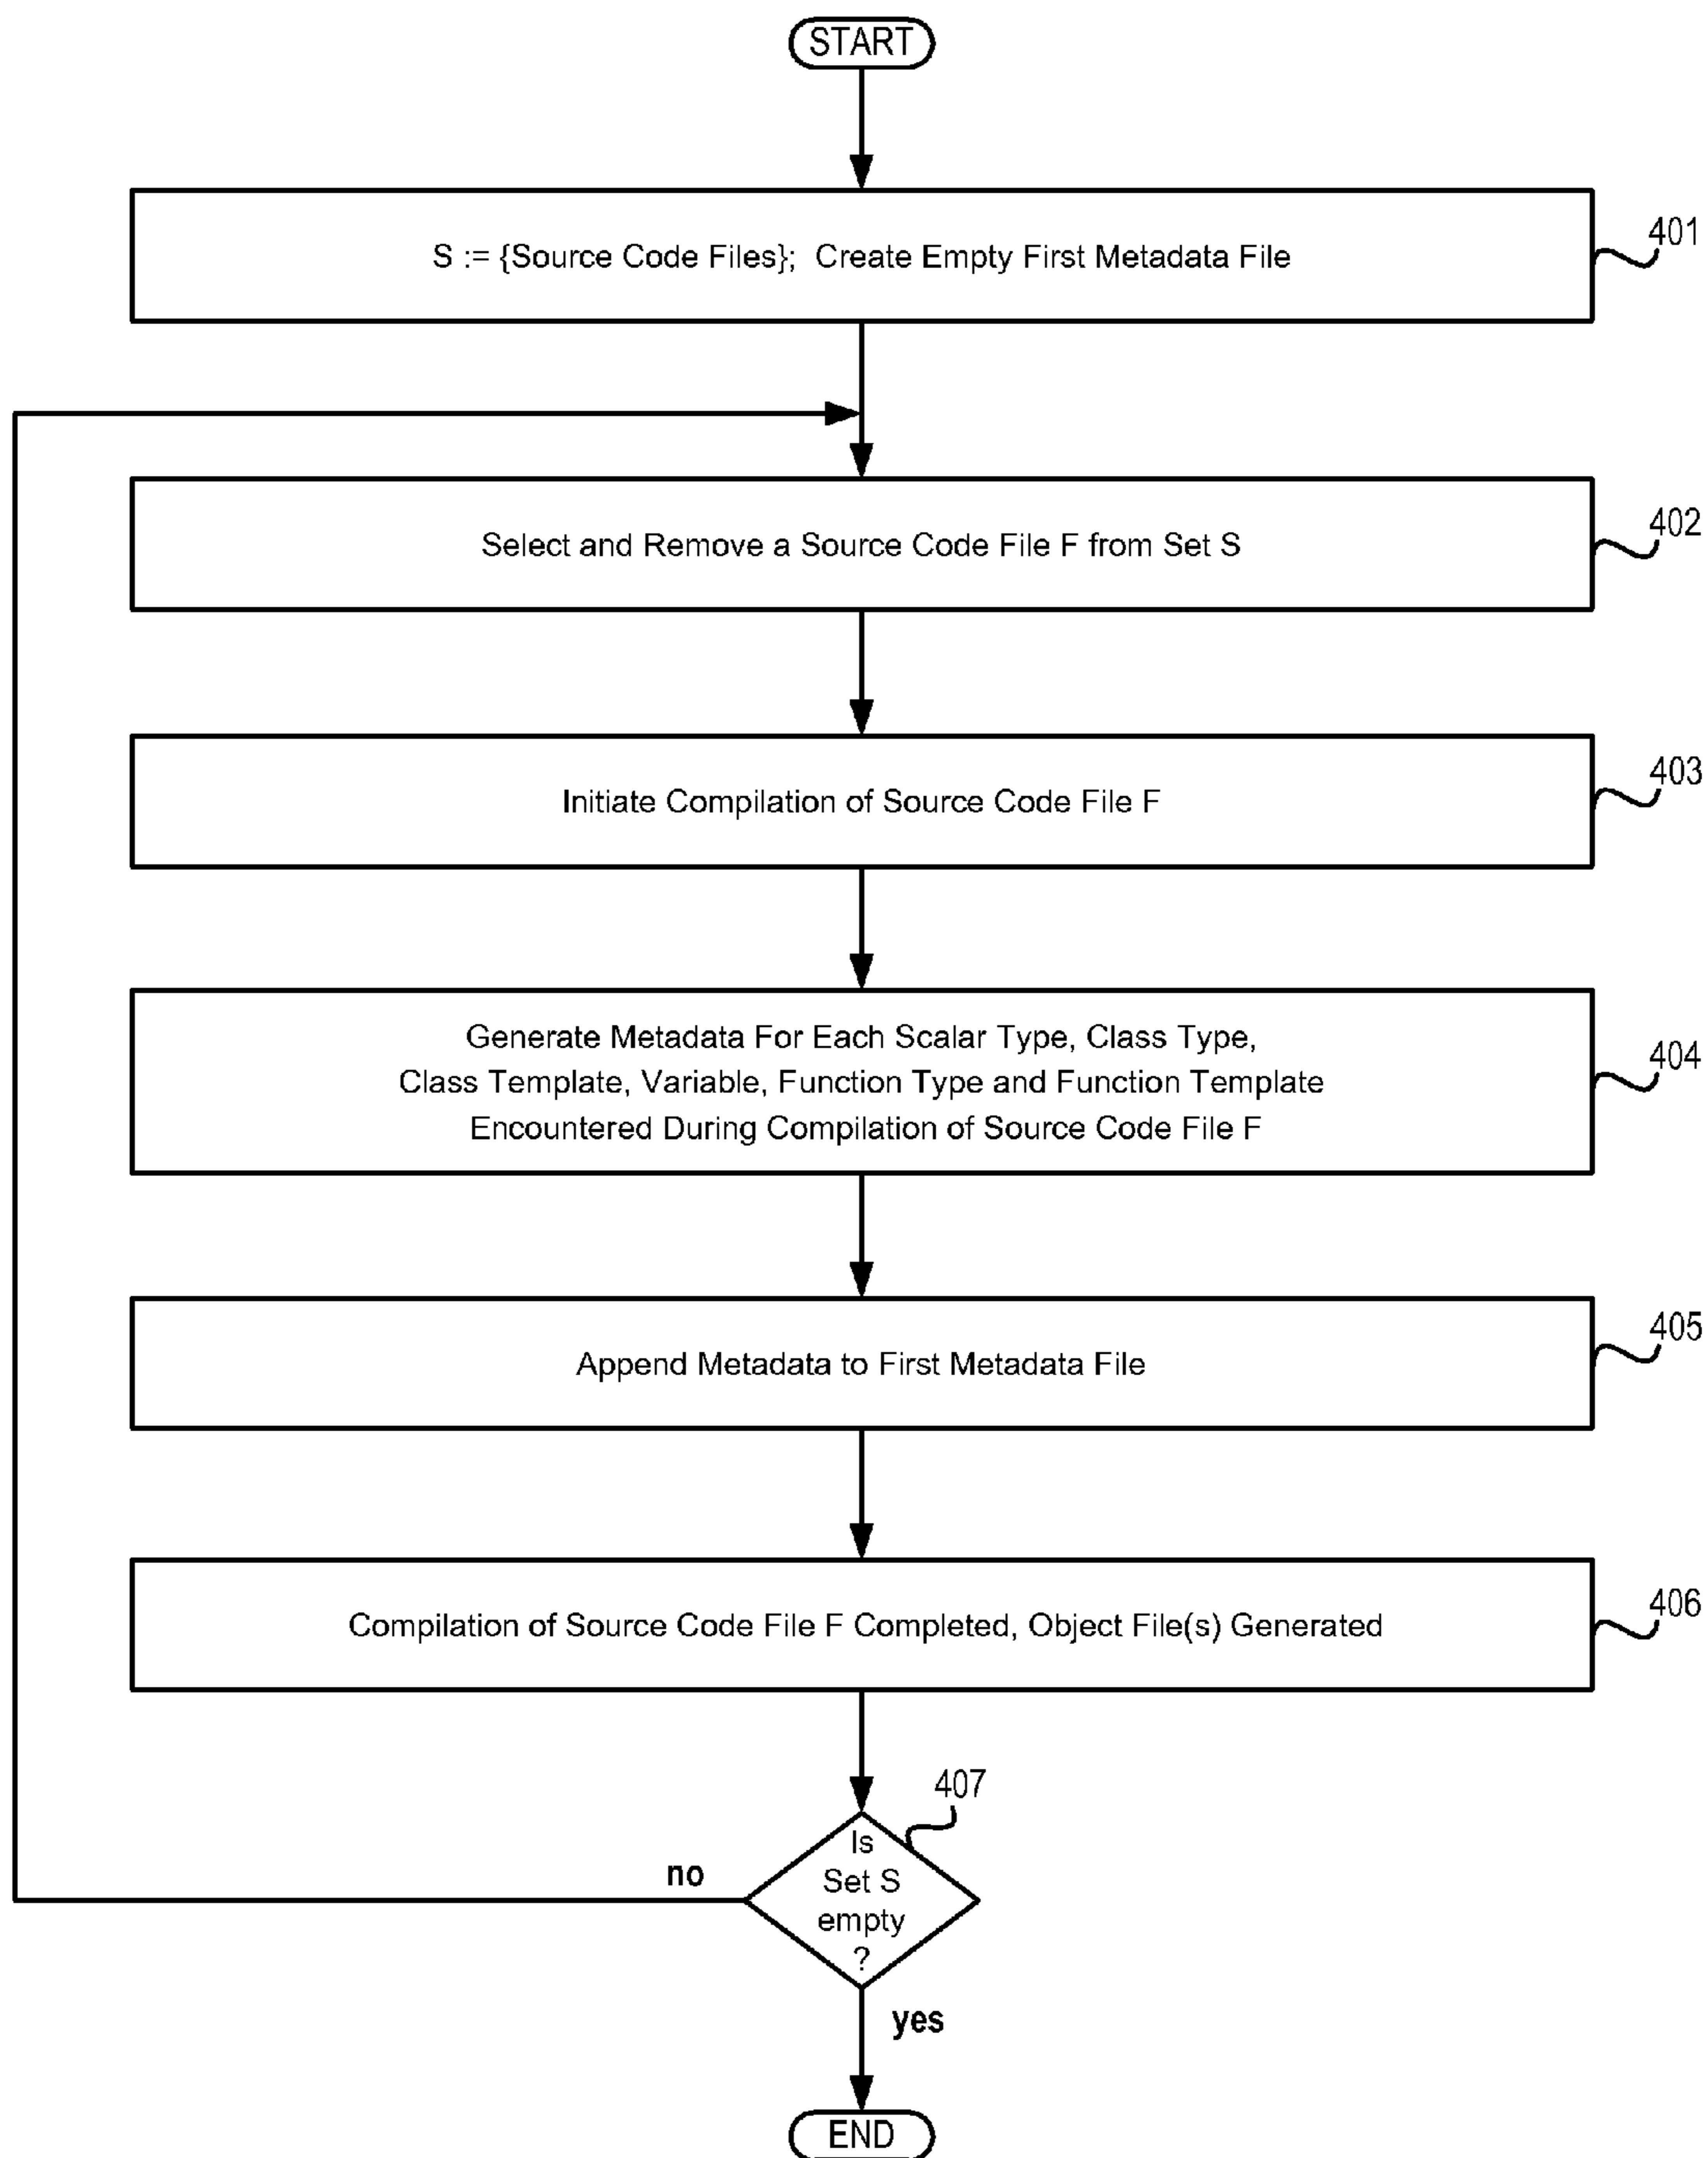 START
S := {Source Code Files};  Create Empty First Metadata File
401
Select and Remove a Source Code File F from Set S
402
Initiate Compilation of Source Code File F
403
Generate Metadata For Each Scalar Type, Class Type,
Class Template, Variable, Function Type and Function Template
Encountered During Compilation of Source Code File F
404
Append Metadata to First Metadata File
405
Compilation of Source Code File F Completed, Object File(s) Generated
406
407
Is
Set S
empty
?
no
yes
END